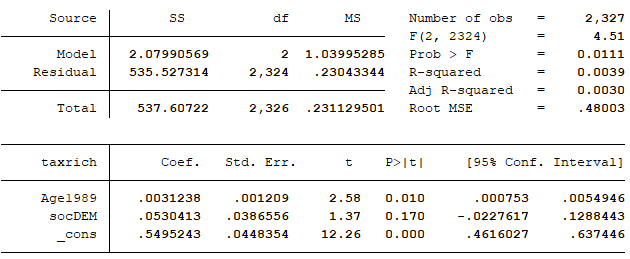 Source SS df MS Number of obs = 2,327
F(2, 2324) = 4.51
Model 2.07990569 2 1.03995285 Prob > F = 0.0111
Residual 535.527314 2,324 .23043344 R-squared = 0.0039
Adj R-squared = 0.0030
Total 537.60722 2,326 .231129501 Root MSE = .48003
taxrich Coef. Std. Err. t P>|t| [95% Conf. Interval]
Age1989 .0031238 .001209 2.58 0.010 .000753 .0054946
socDEM .0530413 .0386556 1.37 0.170 -.0227617 .1288443
_cons .5495243 .0448354 12.26 0.000 .4616027 .637446